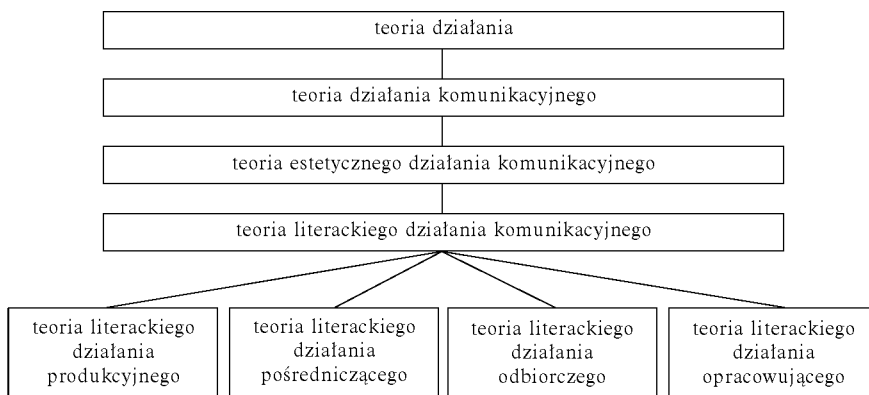 teoria działania
teoria działania komunikacyjnego
teoria estetycznego działania komunikacyjnego
teoria literackiego działania komunikacyjnego
teoria literackiego
działania
produkcyjnego
teoria literackiego
działania
pośredniczącego
teoria literackiego
działania
odbiorczego
teoria literackiego
działania
opracowującego